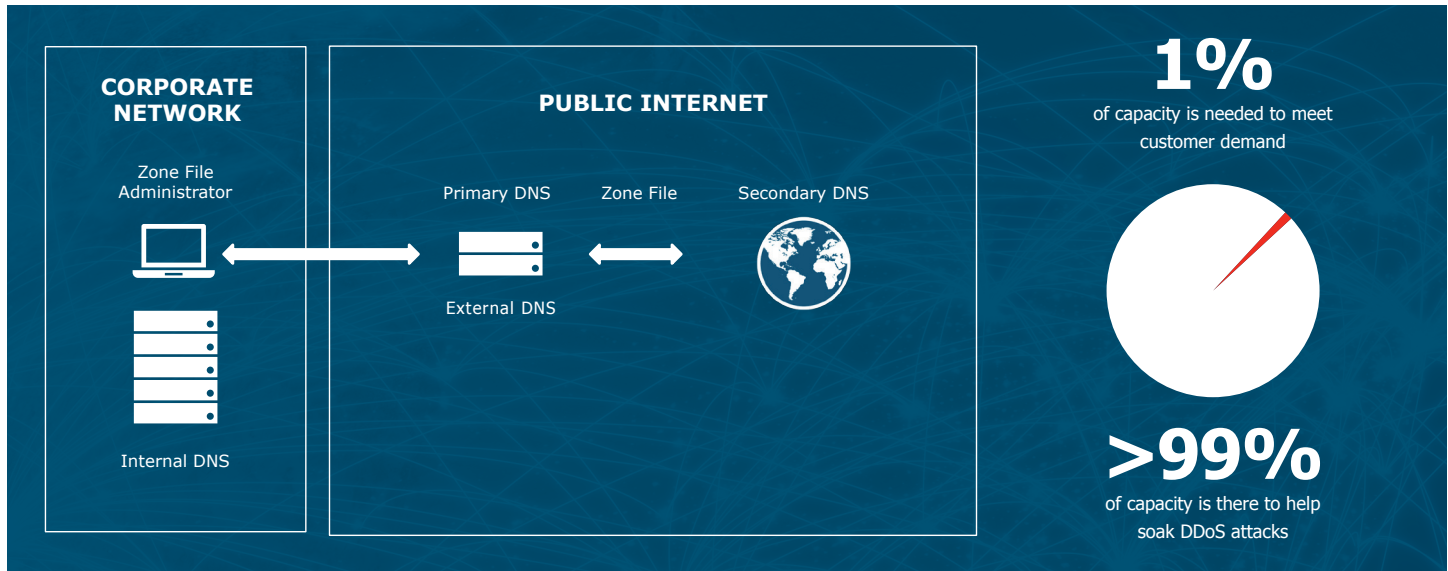 CORPORATE
NETWORK
Zone File
Administrator
Internal DNS
PUBLIC INTERNET
Primary DNS
Zone File
Secondary DNS
External DNS
1%
of capacity is needed to meet
customer demand
>99%
of capacity is there to help
soak DDoS attacks